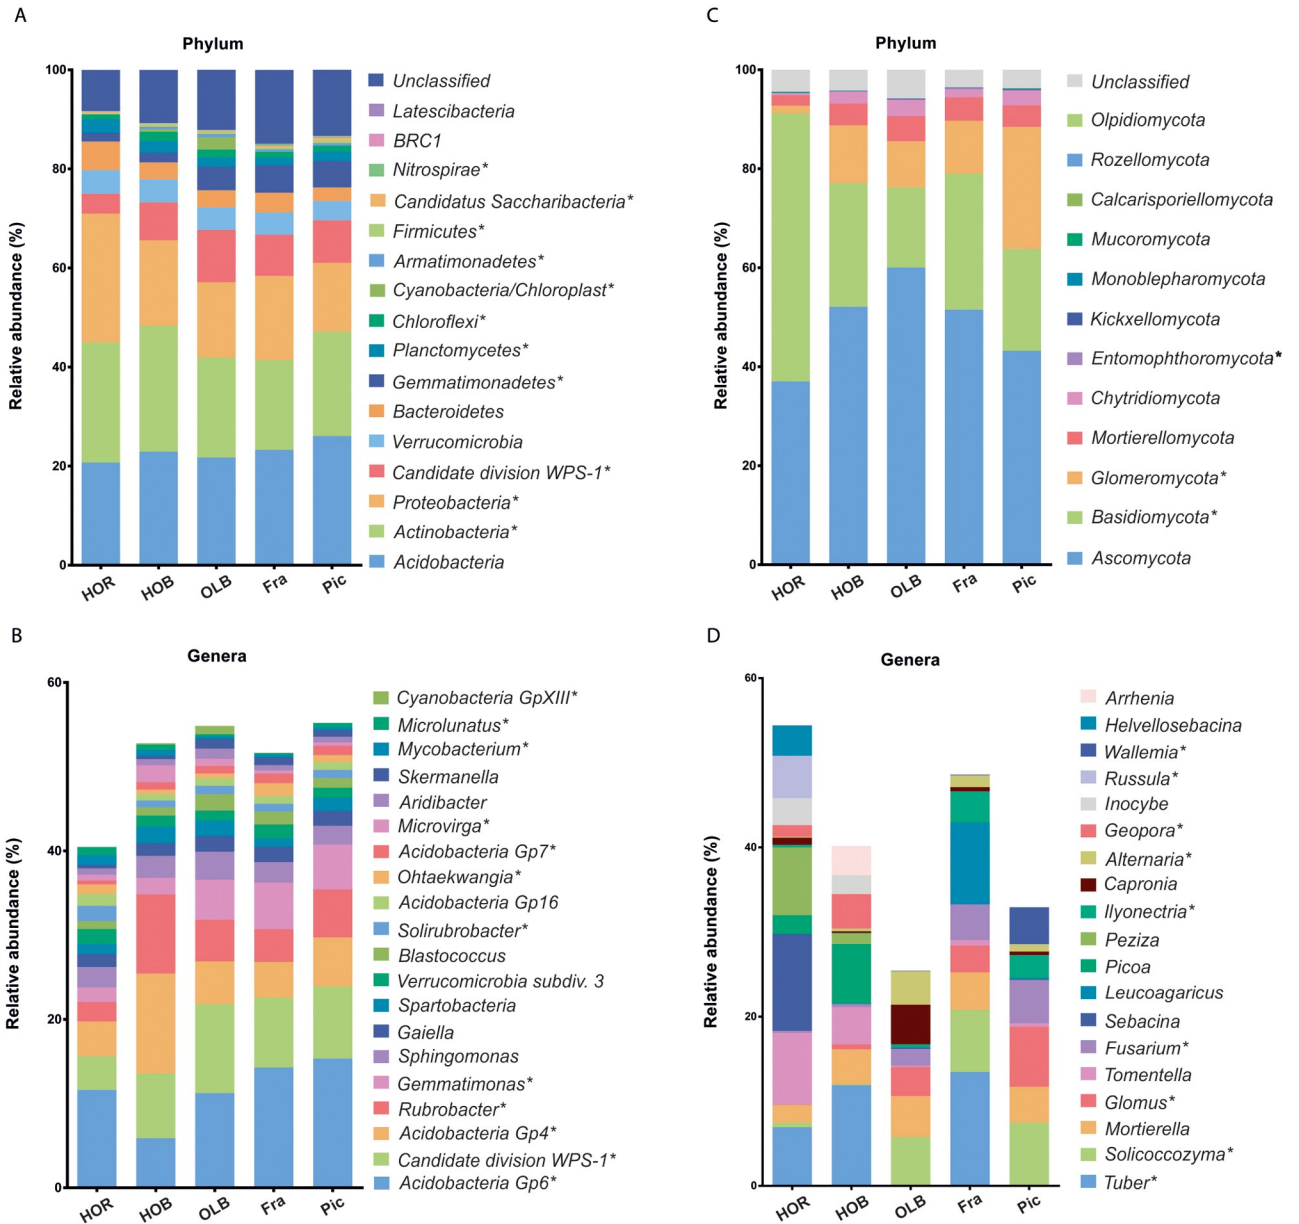 A
Phylum
Relative abundance (%)
100
80
60
40
20
0
HOR
HOB
OLB
Fra
Pic
Unclassified
Latescibacteria
BRC1
Nitrospirae*
Candidatus Saccharibacteria*
Firmicutes*
Armatimonadetes*
Cyanobacteria/Chloroplast*
Chloroflexi*
Planctomycetes*
Gemmatimonadetes*
Bacteroidetes
Verrucomicrobia
Candidate division WPS-1*
Proteobacteria*
Actinobacteria*
Acidobacteria
C
Phylum
Relative abundance (%)
100
80
60
40
20
0
HOR
HOB
OLB
Fra
Pic
Unclassified
Olpidiomycota
Rozellomycota
Calcarisporiellomycota
Mucoromycota
Monoblepharomycota
Kickxellomycota
Entomophthoromycota*
Chytridiomycota
Mortierellomycota
Glomeromycota*
Basidiomycota*
Ascomycota
B
Genera
Relative abundance (%)
60
40
20
0
HOR
HOB
OLB
Fra
Pic
Cyanobacteria GpXIII*
Microlunatus*
Mycobacterium*
Skermanella
Aridibacter
Microvirga*
Acidobacteria Gp7*
Ohtaekwangia*
Acidobacteria Gp16
Solirubrobacter*
Blastococcus
Verrucomicrobia subdiv. 3
Spartobacteria
Gaiella
Sphingomonas
Gemmatimonas*
Rubrobacter*
Acidobacteria Gp4*
Candidate division WPS-1*
Acidobacteria Gp6*
D
Genera
Relative abundance (%)
60
40
20
0
HOR
HOB
OLB
Fra
Pic
Arrhenia
Helvellosebacina
Wallemia*
Russula*
Inocybe
Geopora*
Alternaria*
Capronia
Ilyonectria*
Peziza
Picoa
Leucoagaricus
Sebacina
Fusarium*
Tomentella
Glomus*
Mortierella
Solicoccozyma*
Tuber*